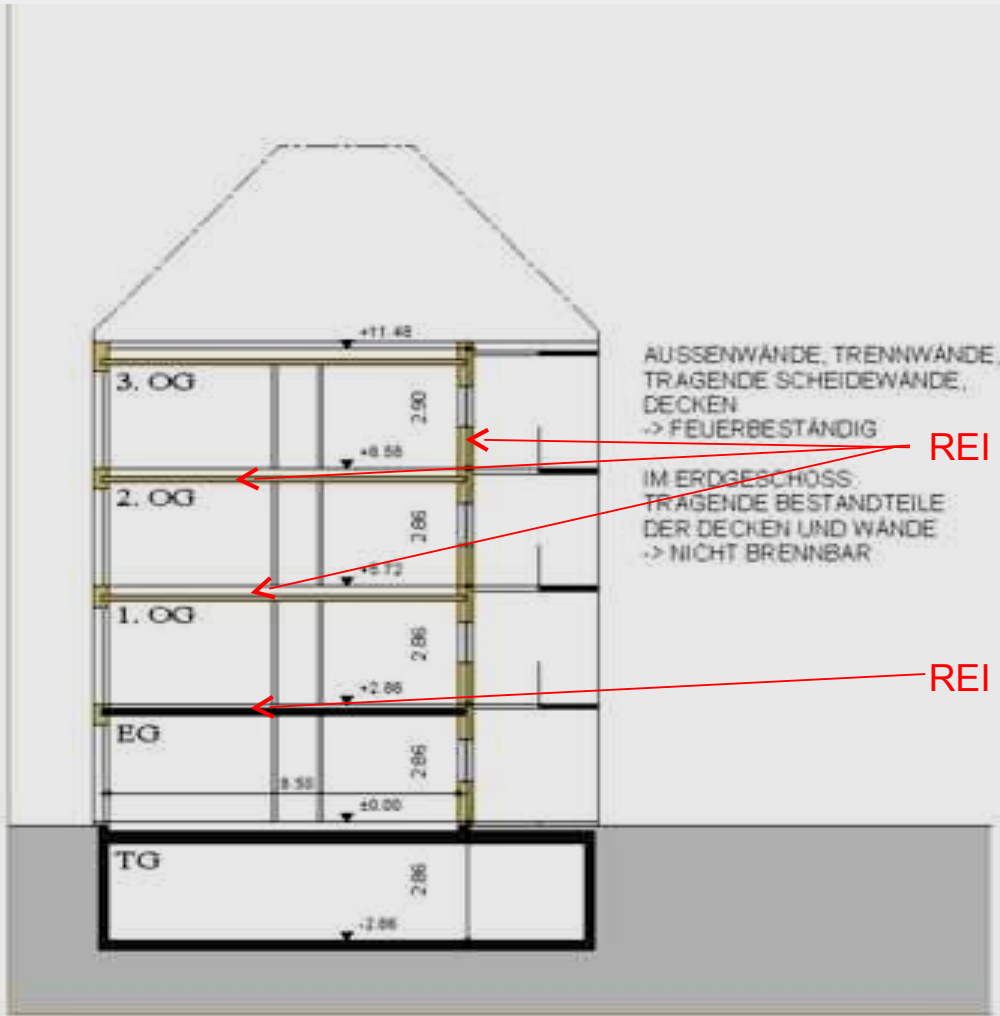 +11.48
3. OG
2.90
+8.58
2. OG
2.86
+5.72
1. OG
2.86
+2.86
EG
2.86
8.50
±0.00
TG
2.86
-2.86
AUSSENWÄNDE, TRENNWÄNDE,
TRAGENDE SCHEIDEWÄNDE,
DECKEN
-> FEUERBESTÄNDIG
REI
IM ERDGESCHOSS:
TRAGENDE BESTANDTEILE
DER DECKEN UND WÄNDE
-> NICHT BRENNBAR
REI